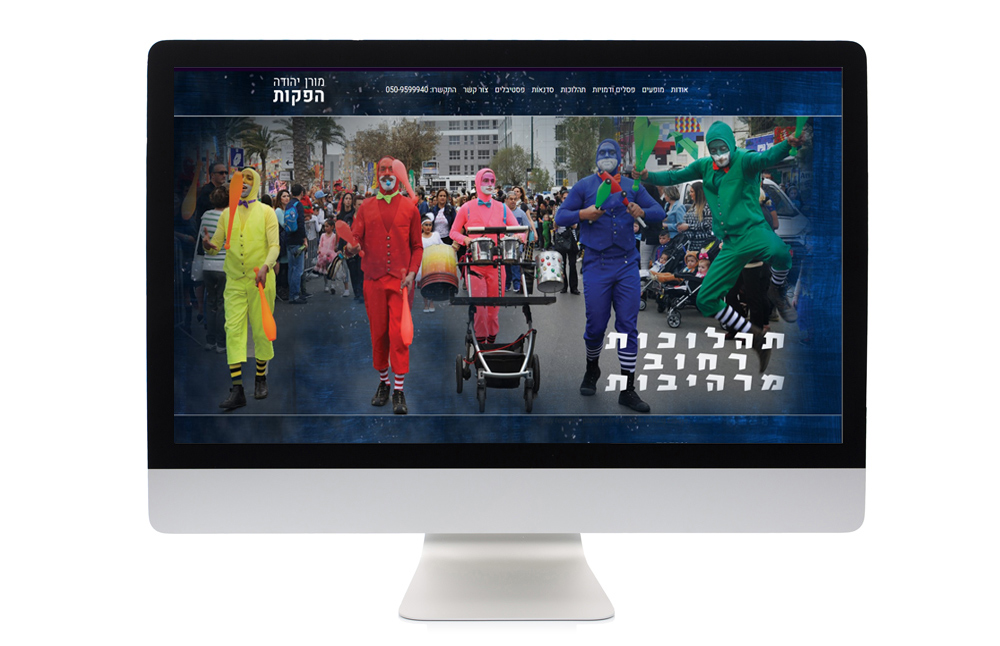 מורן יהודה
הפקות
אודות מופעים פסלים ודמויות תהלוכות סדנאות פסטיבלים צור קשר התקשרו: 050-9599940
תהלוכות
רחוב
מרהיבות